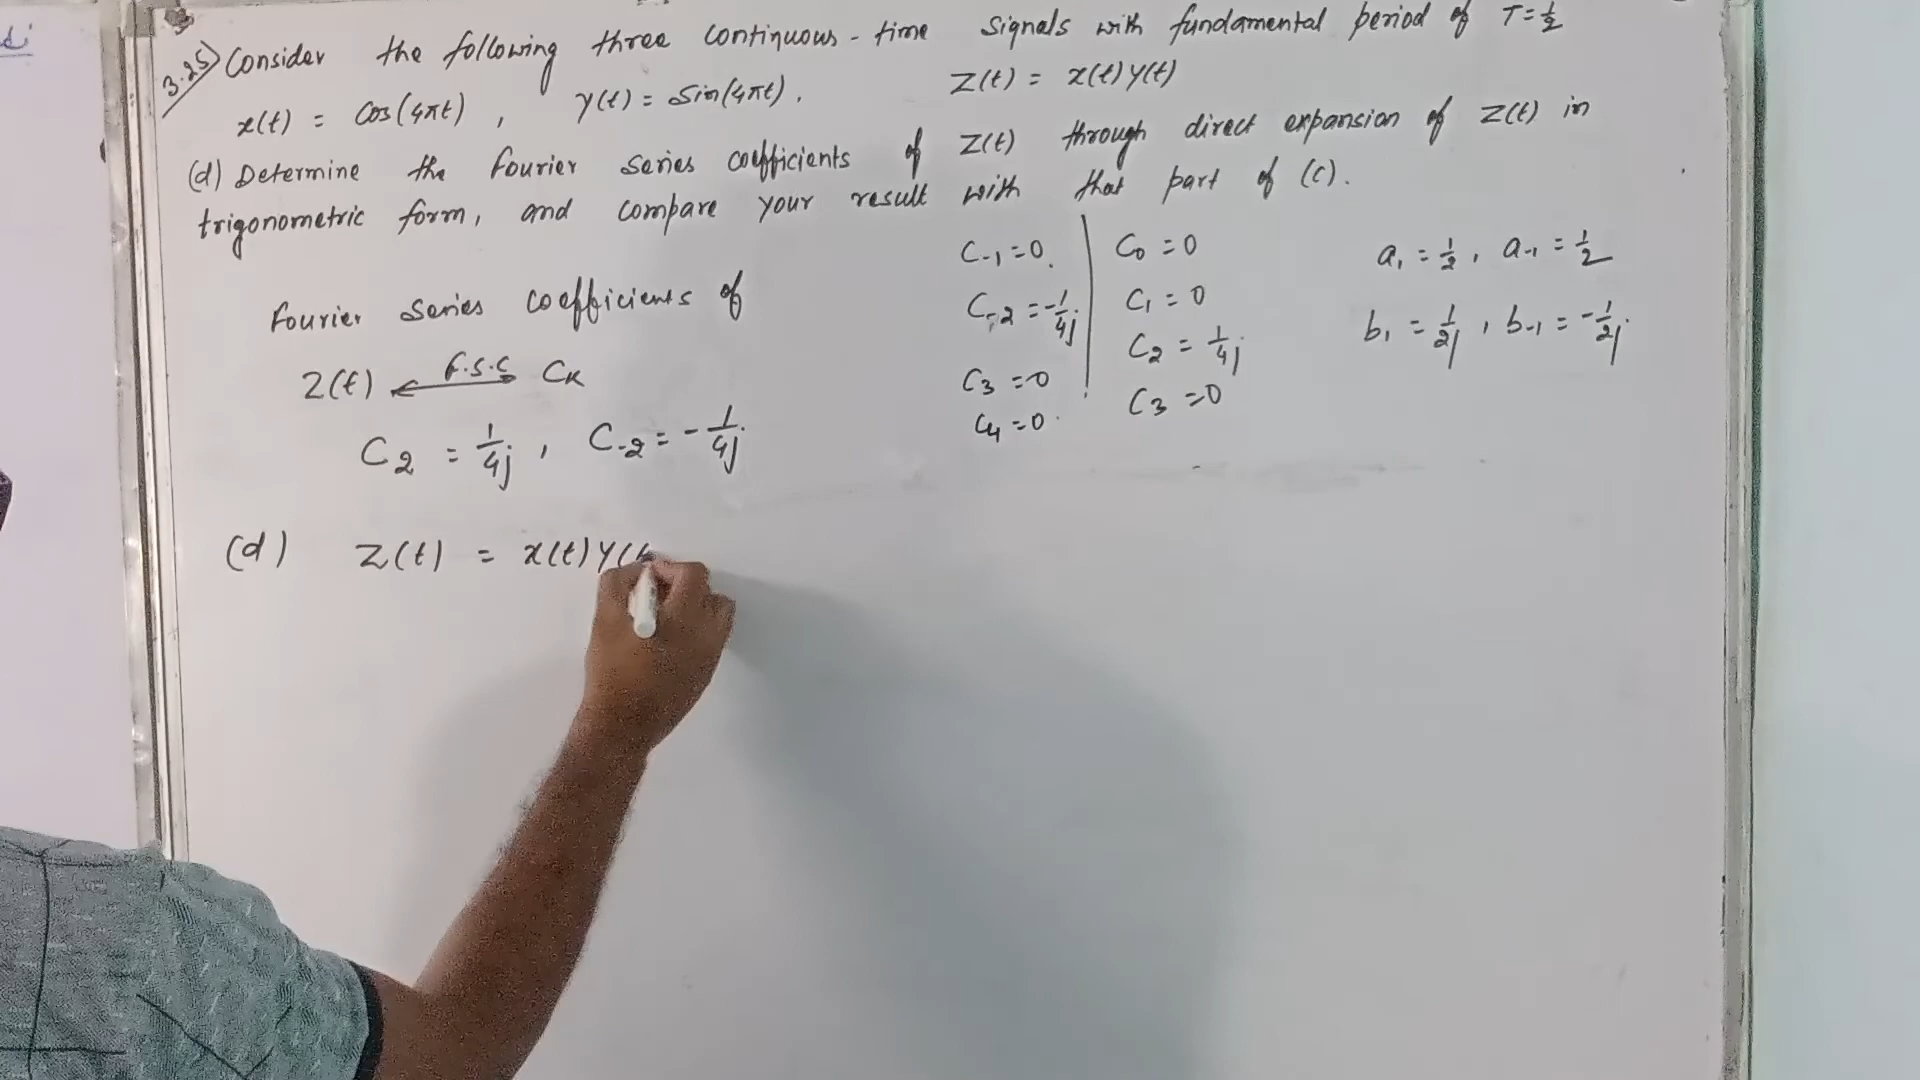 3.25) Consider the following three continuous-time signals with fundamental period of T = 1/2
x(t) = cos(4πt), y(t) = sin(4πt). z(t) = x(t)y(t)
(d) Determine the Fourier series coefficients of z(t) through direct expansion of z(t) in
trigonometric form, and compare your result with that part of (c).
Fourier series coefficients of
z(t) ⟷ F.S.C Cₖ
C₂ = 1/4j, C₋₂ = -1/4j
C₋₁ = 0.
C₋₂ = -1/4j
C₃ = 0
C₄ = 0.
C₀ = 0
C₁ = 0
C₂ = 1/4j
C₃ = 0
a₁ = 1/2, a₋₁ = 1/2
b₁ = 1/2j, b₋₁ = -1/2j
(d) z(t) = x(t)y(t